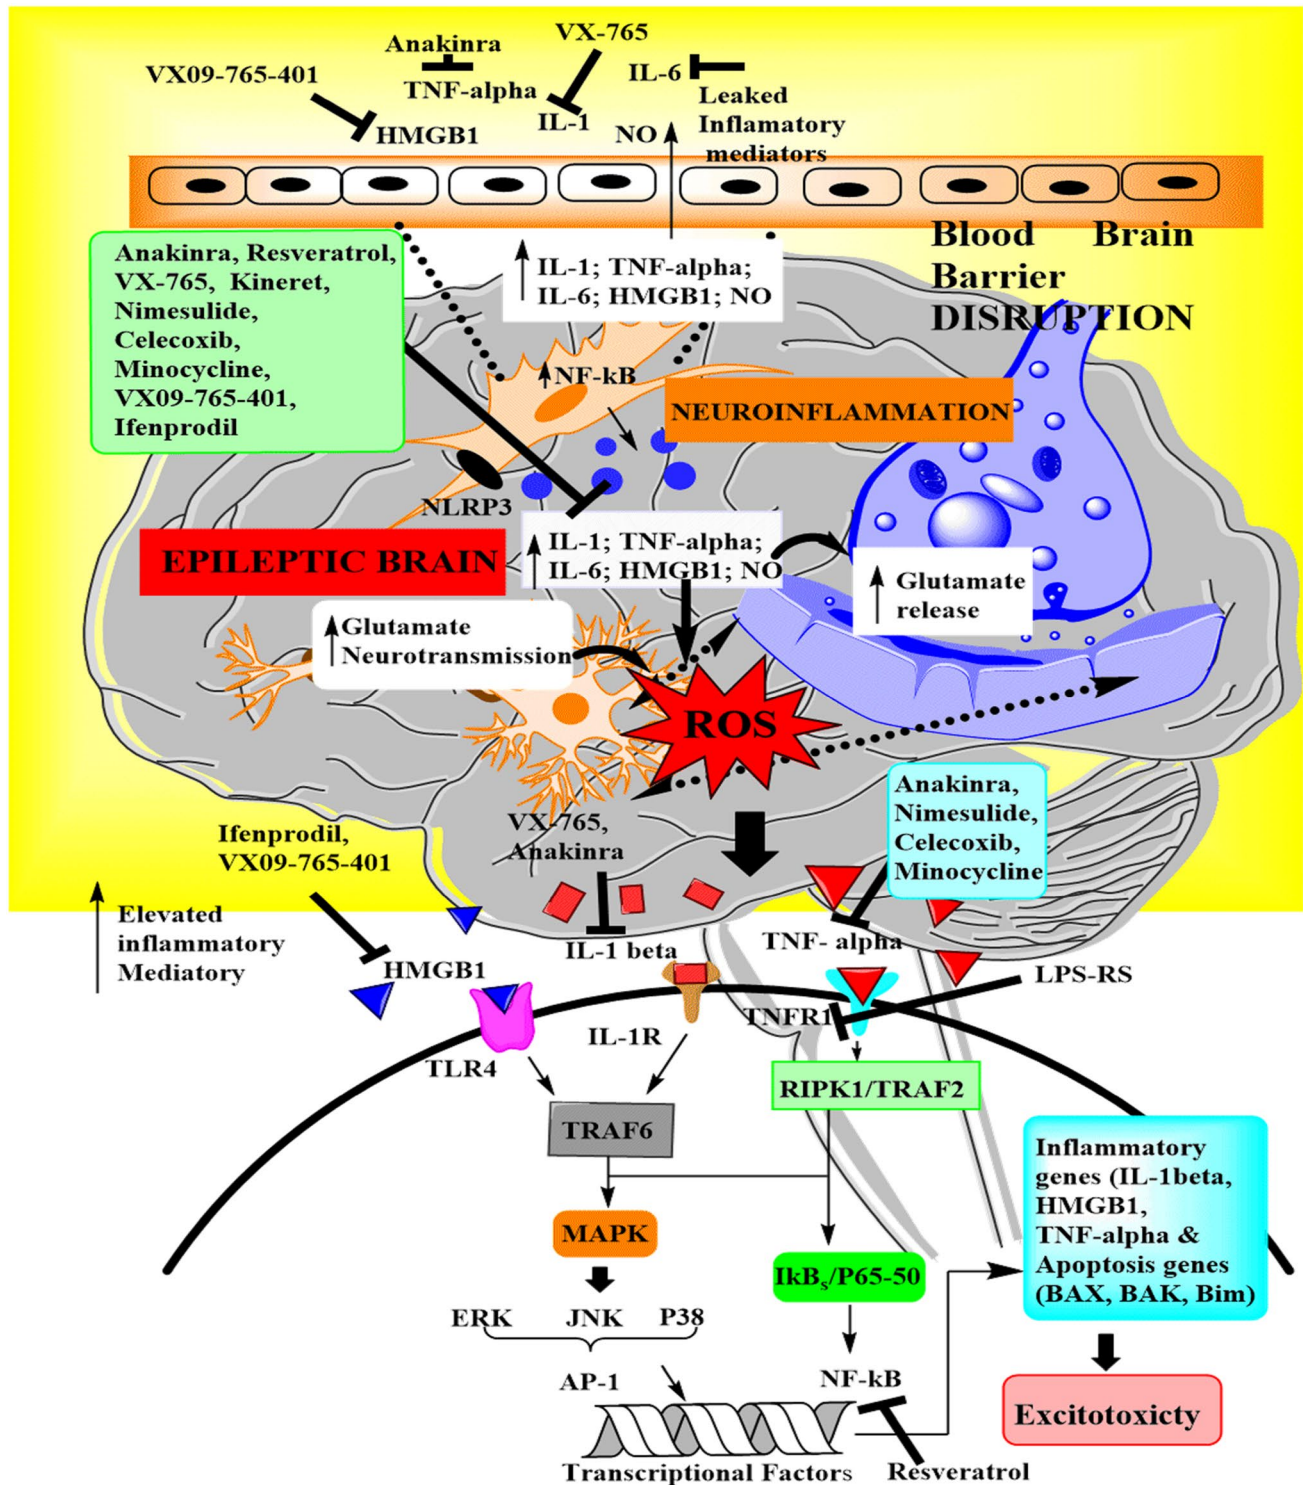 VX-765
Anakinra
VX09-765-401
TNF-alpha
IL-6
IL-1
HMGB1
NO
Leaked
Inflamatory
mediators
Blood Brain
Barrier
DISRUPTION
Anakinra, Resveratrol,
VX-765, Kineret,
Nimesulide,
Celecoxib,
Minocycline,
VX09-765-401,
Ifenprodil
IL-1; TNF-alpha;
IL-6; HMGB1; NO
NF-kB
NEUROINFLAMMATION
NLRP3
EPILEPTIC BRAIN
IL-1; TNF-alpha;
IL-6; HMGB1; NO
Glutamate
release
Glutamate
Neurotransmission
ROS
Anakinra,
Nimesulide,
Celecoxib,
Minocycline
VX-765,
Anakinra
Ifenprodil,
VX09-765-401
Elevated
inflammatory
Mediatory
HMGB1
IL-1 beta
TNF- alpha
LPS-RS
TLR4
IL-1R
TNFR1
RIPK1/TRAF2
TRAF6
MAPK
IkBs/P65-50
Inflammatory
genes (IL-1beta,
HMGB1,
TNF-alpha &
Apoptosis genes
(BAX, BAK, Bim)
ERK JNK P38
AP-1
NF-kB
Excitotoxicty
Transcriptional Factors
Resveratrol